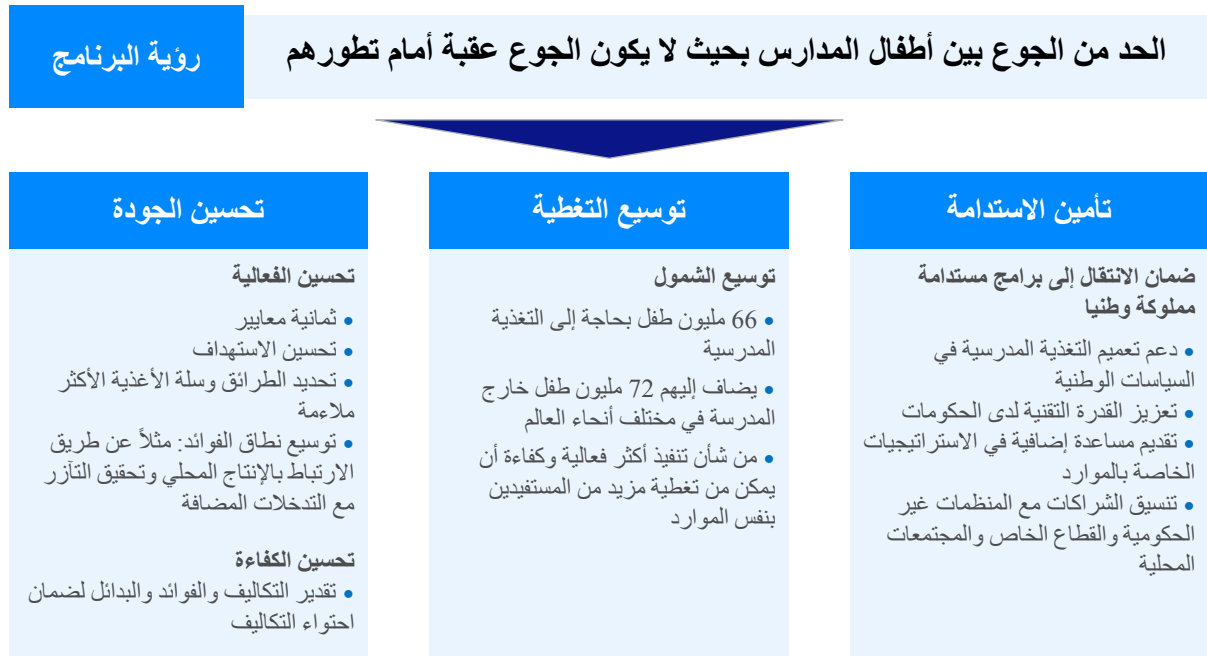 رؤية البرنامج
الحد من الجوع بين أطفال المدارس بحيث لا يكون الجوع عقبة أمام تطورهم
تأمين الاستدامة
ضمان الانتقال إلى برامج مستدامة
مملوكة وطنيا
• دعم تعميم التغذية المدرسية في
السياسات الوطنية
• تعزيز القدرة التقنية لدى الحكومات
• تقديم مساعدة إضافية في الاستراتيجيات
الخاصة بالموارد
• تنسيق الشراكات مع المنظمات غير
الحكومية والقطاع الخاص والمجتمعات
المحلية
توسيع التغطية
توسيع الشمول
• 66 مليون طفل بحاجة إلى التغذية
المدرسية
• يضاف إليهم 72 مليون طفل خارج
المدرسة في مختلف أنحاء العالم
• من شأن تنفيذ أكثر فعالية وكفاءة أن
يمكن من تغطية مزيد من المستفيدين
بنفس الموارد
تحسين الجودة
تحسين الفعالية
• ثمانية معايير
• تحسين الاستهداف
• تحديد الطرائق وسلة الأغذية الأكثر
ملاءمة
• توسيع نطاق الفوائد: مثلاً عن طريق
الارتباط بالإنتاج المحلي وتحقيق التآزر
مع التدخلات المضافة
تحسين الكفاءة
• تقدير التكاليف والفوائد والبدائل لضمان
احتواء التكاليف